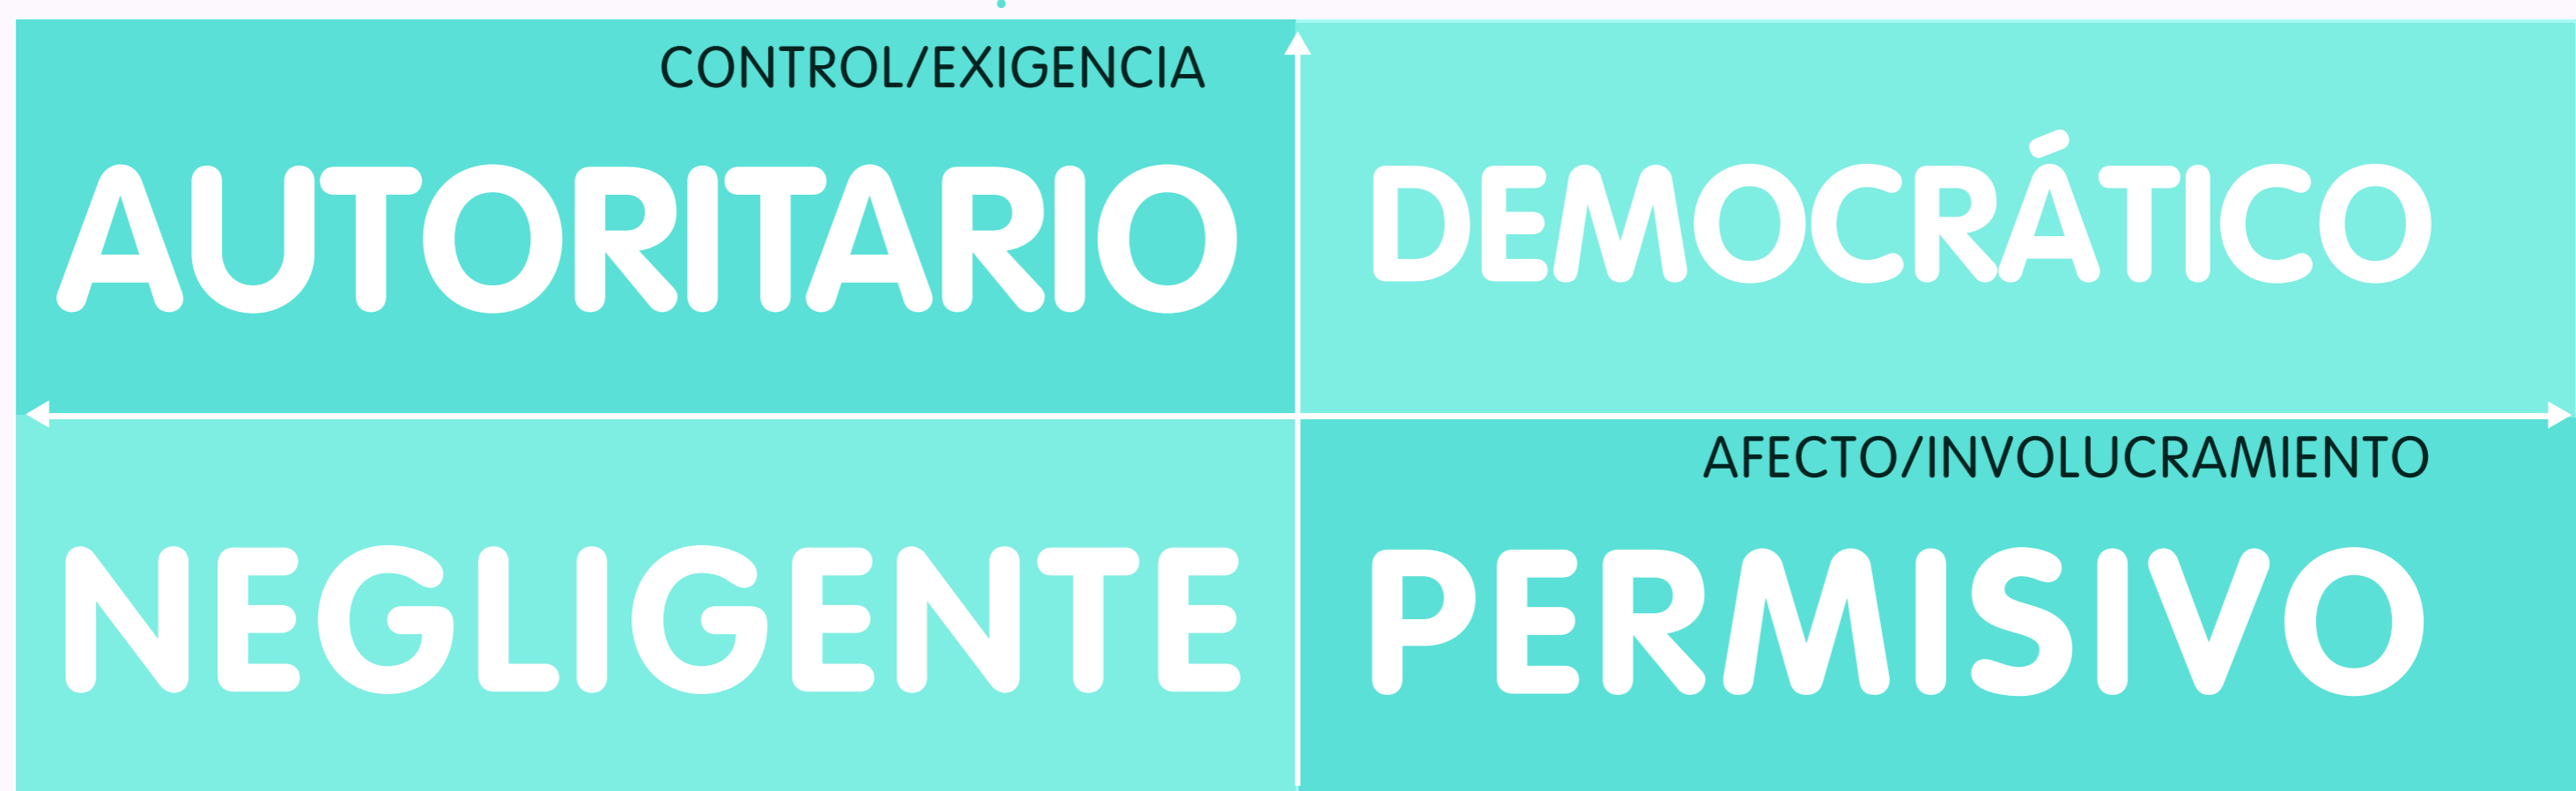 CONTROL/EXIGENCIA
AUTORITARIO
DEMOCRÁTICO
AFECTO/INVOLUCRAMIENTO
NEGLIGENTE
PERMISIVO